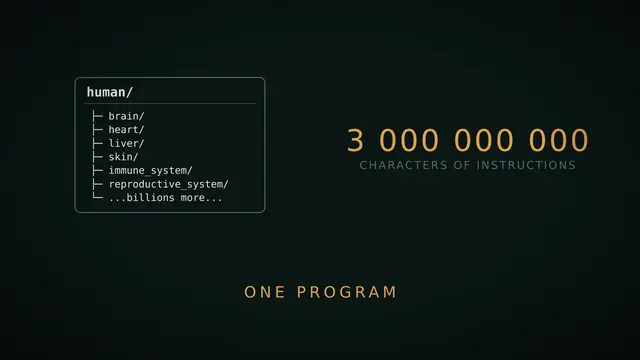 human/
├─ brain/
├─ heart/
├─ liver/
├─ skin/
├─ immune_system/
├─ reproductive_system/
└─ ...billions more...
3 000 000 000
CHARACTERS OF INSTRUCTIONS
ONE PROGRAM